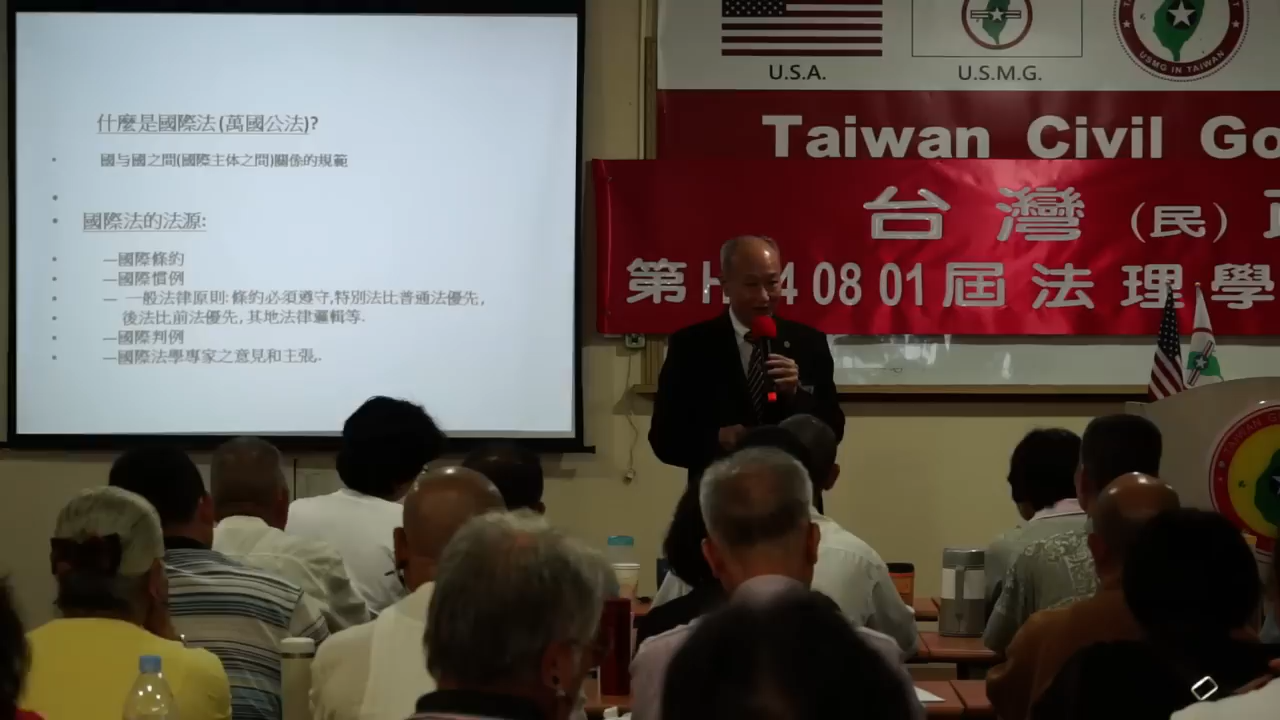 什麼是國際法(萬國公法)?
國与國之間(國際主体之間)關係的規範
國際法的法源:
—國際條約
—國際慣例
— 一般法律原則: 條約必須遵守,特別法比普通法優先,
後法比前法優先, 其地法律邏輯等.
—國際判例
—國際法學專家之意見和主張,.
U.S.A.
U.S.M.G.
USMG IN TAIWAN
Taiwan Civil Go
台灣 (民)
第H 4 08 01 屆法理學